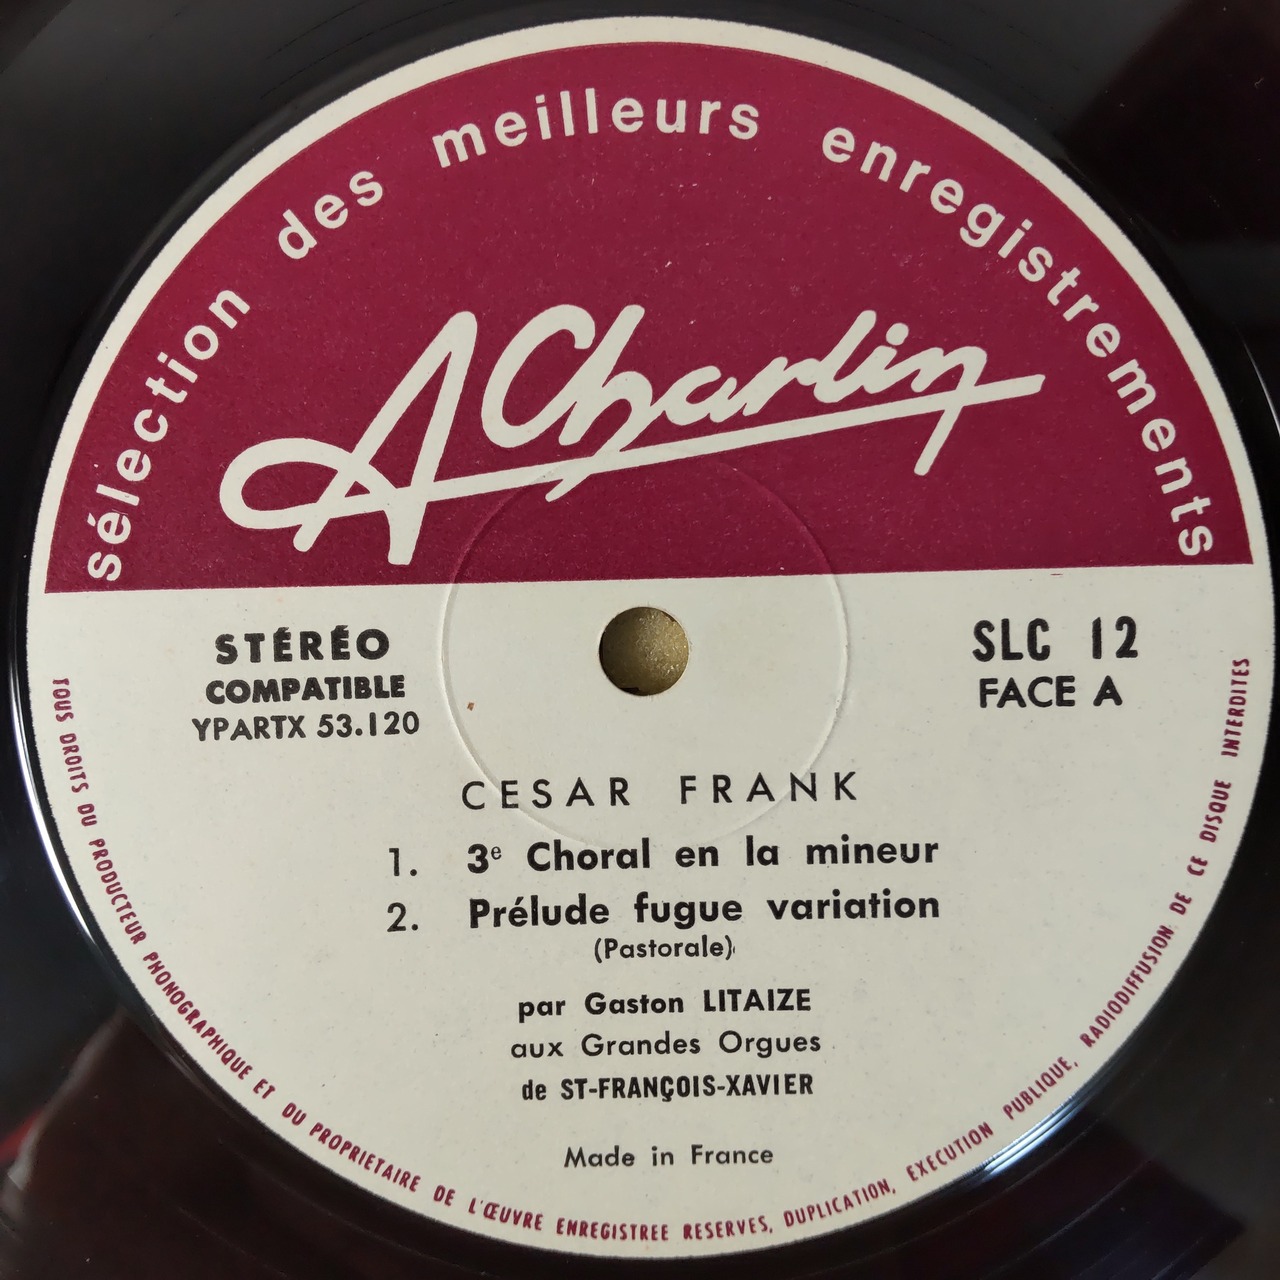 sélection des meilleurs enregistrements
ACharlin
STÉRÉO
COMPATIBLE
YPARTX 53.120
SLC 12
FACE A
CESAR FRANK
1. 3e Choral en la mineur
2. Prélude fugue variation
(Pastorale)
par Gaston LITAIZE
aux Grandes Orgues
de ST-FRANÇOIS-XAVIER
Made in France
TOUS DROITS DU PRODUCTEUR PHONOGRAPHIQUE ET DU PROPRIETAIRE DE L'ŒUVRE ENREGISTREE RESERVES, DUPLICATION, EXECUTION PUBLIQUE, RADIODIFFUSION DE CE DISQUE INTERDITES